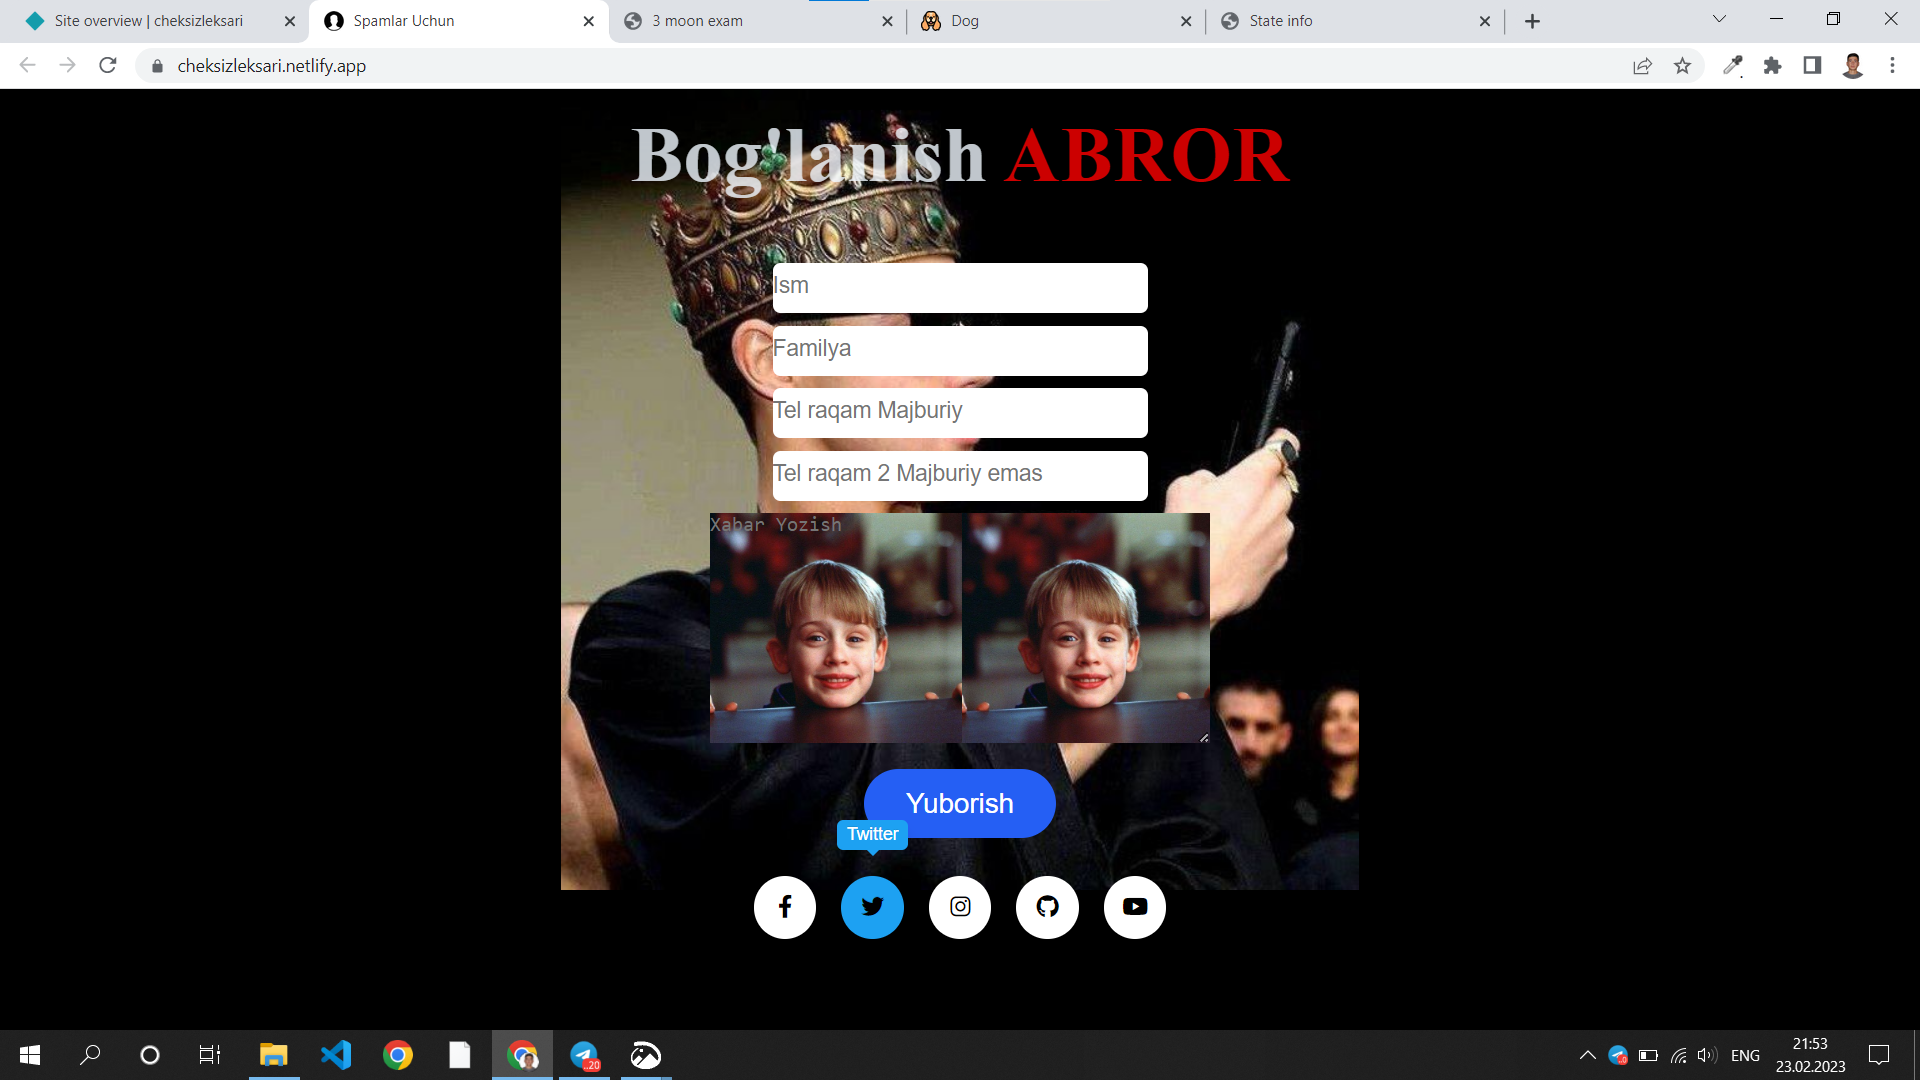 Site overview | cheksizleksari
Spamlar Uchun
3 moon exam
Dog
State info
cheksizleksari.netlify.app
Bog'lanish ABROR
Ism
Familya
Tel raqam Majburiy
Tel raqam 2 Majburiy emas
Xabar Yozish
Yuborish
Twitter
..20
ENG
21:53
23.02.2023